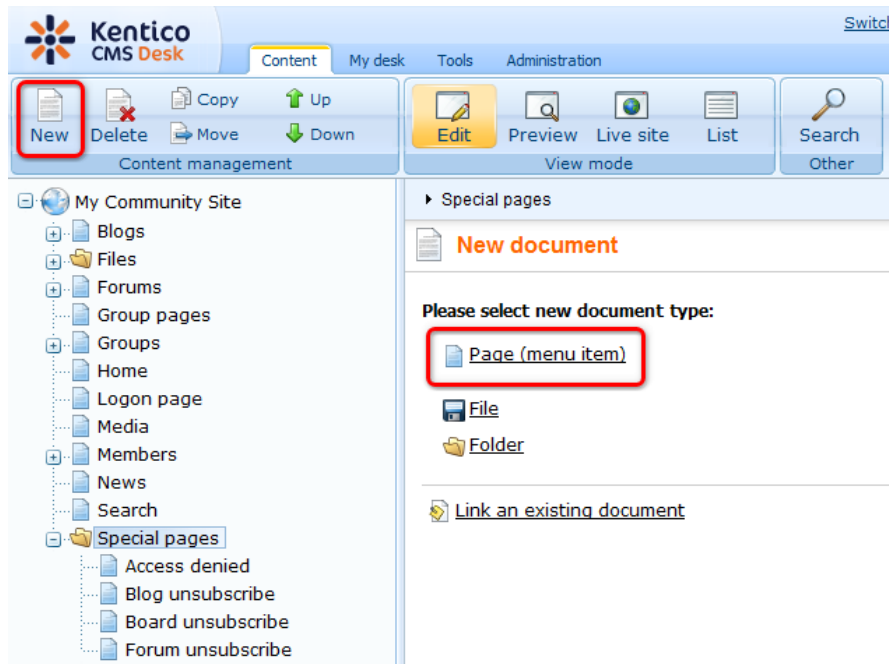 Kentico
CMS Desk
Switch
Content My desk Tools Administration
New Delete Copy Move Up Down
Content management
Edit Preview Live site List
View mode
Search
Other
My Community Site
Blogs
Files
Forums
Group pages
Groups
Home
Logon page
Media
Members
News
Search
Special pages
Access denied
Blog unsubscribe
Board unsubscribe
Forum unsubscribe
Special pages
New document
Please select new document type:
Page (menu item)
File
Folder
Link an existing document